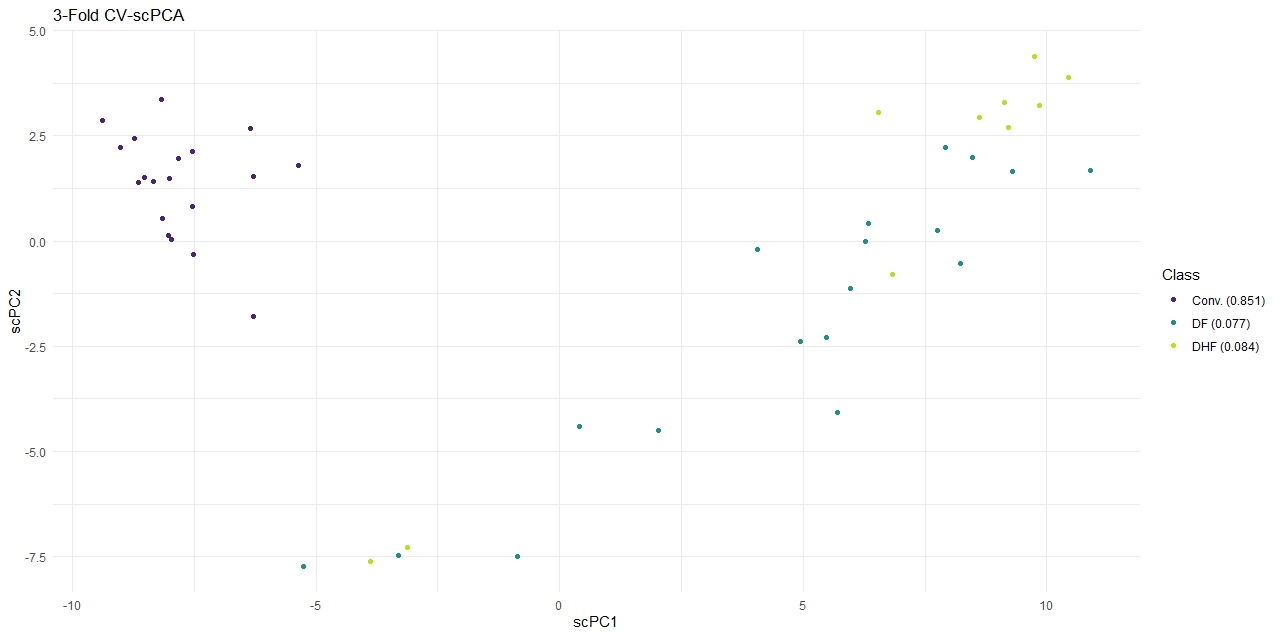 3-Fold CV-scPCA
5.0
2.5
0.0
-2.5
-5.0
-7.5
scPC2
-10
-5
0
5
10
scPC1
Class
Conv. (0.851)
DF (0.077)
DHF (0.084)